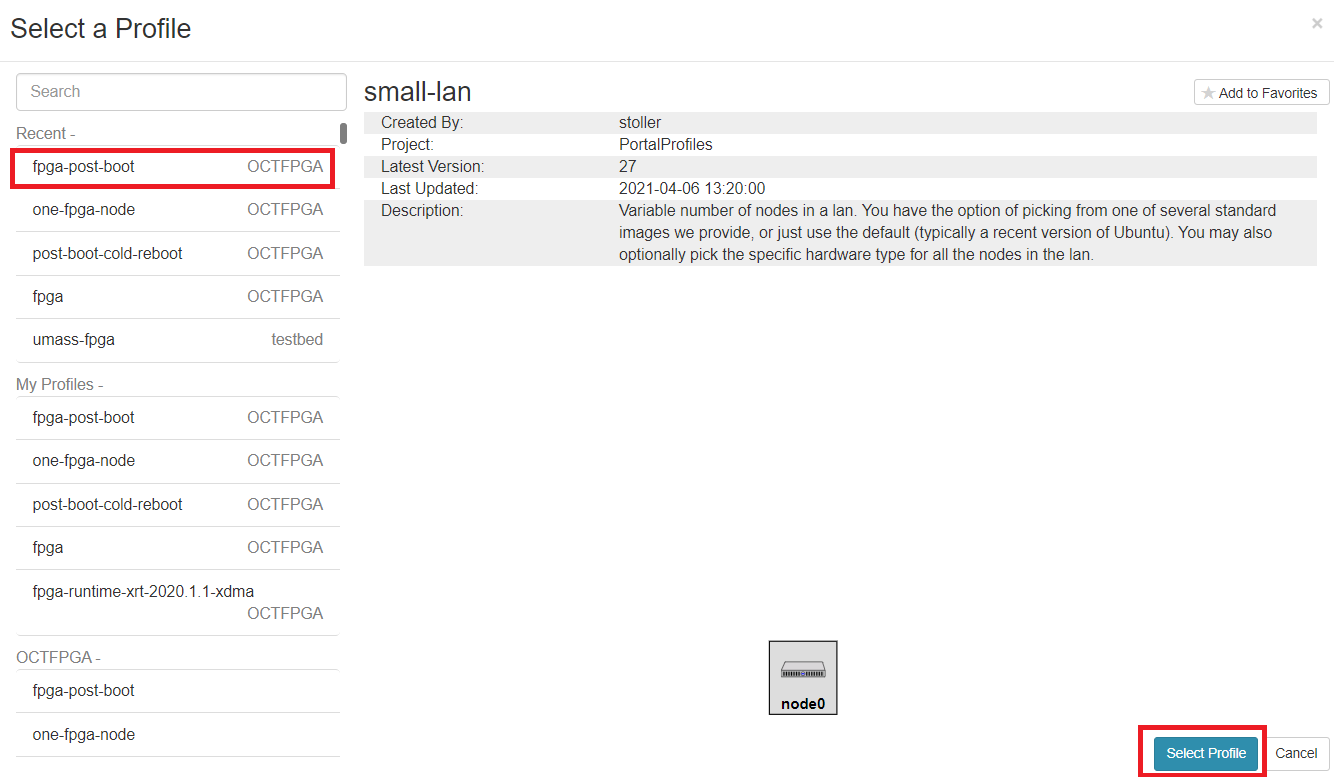 Select a Profile
×
Search
Recent -
fpga-post-boot OCTFPGA
one-fpga-node OCTFPGA
post-boot-cold-reboot OCTFPGA
fpga OCTFPGA
umass-fpga testbed
My Profiles -
fpga-post-boot OCTFPGA
one-fpga-node OCTFPGA
post-boot-cold-reboot OCTFPGA
fpga OCTFPGA
fpga-runtime-xrt-2020.1.1-xdma
OCTFPGA
OCTFPGA -
fpga-post-boot
one-fpga-node
small-lan
Add to Favorites
Created By: stoller
Project: PortalProfiles
Latest Version: 27
Last Updated: 2021-04-06 13:20:00
Description: Variable number of nodes in a lan. You have the option of picking from one of several standard
images we provide, or just use the default (typically a recent version of Ubuntu). You may also
optionally pick the specific hardware type for all the nodes in the lan.
node0
Select Profile
Cancel